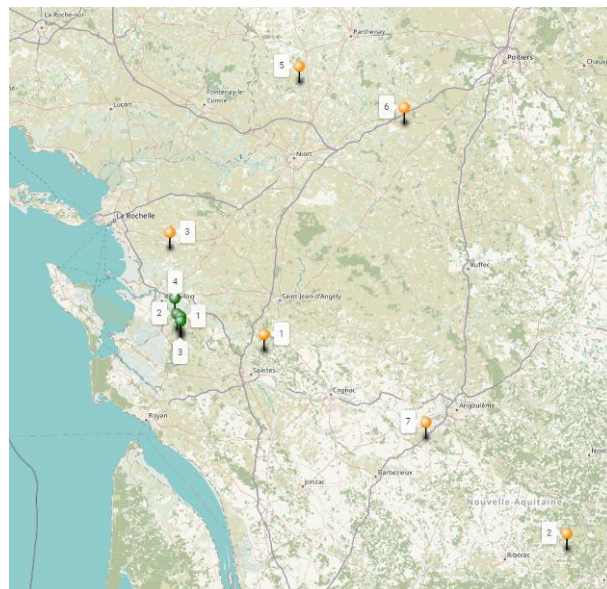 La Roche-sur-
Yon
Parthenay
Poitiers
5
Fontenay-le-
Comte
Luçon
6
Niort
La Rochelle
3
Ruffec
4
Saint-Jean-d'Angély
2
1
1
3
Saintes
Cognac
Angoulême
Royan
7
Barbezieux
Jonzac
Nouvelle-Aquitaine
2
Ribérac